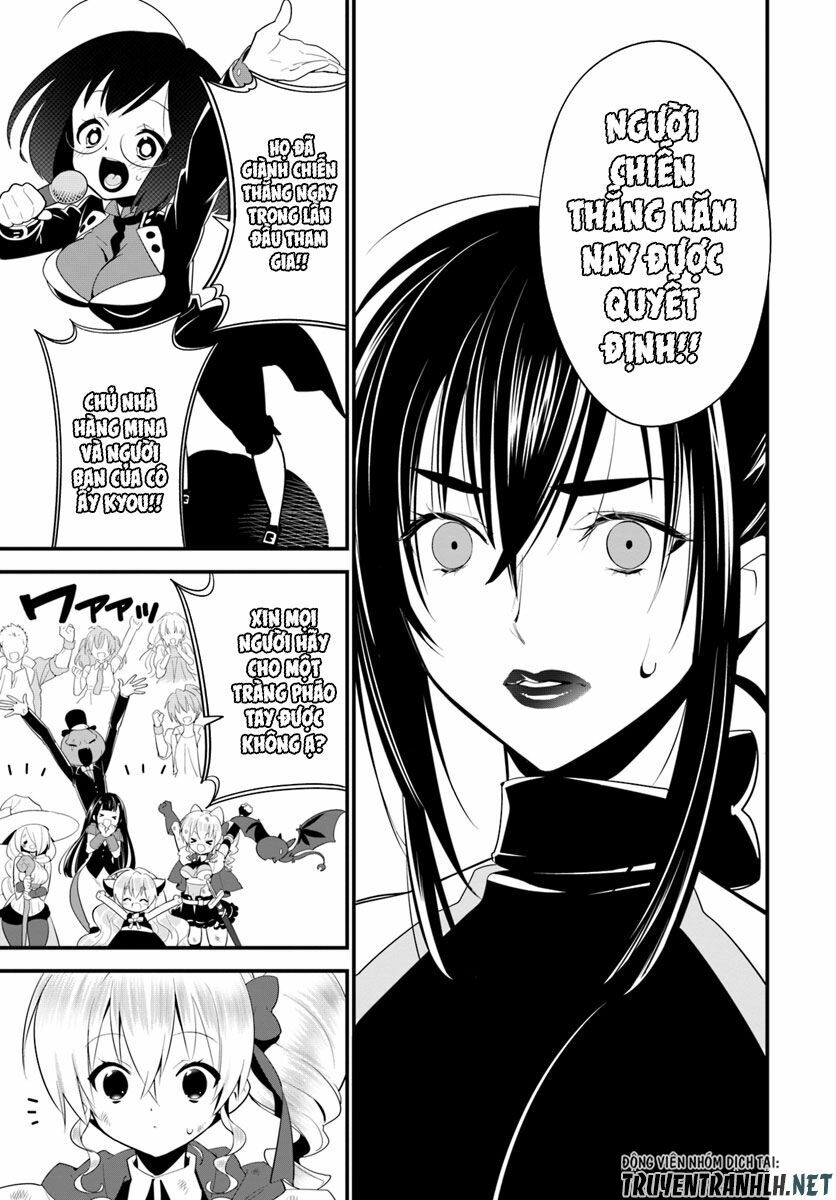 NGƯỜI
CHIẾN
THẮNG NĂM
NAY ĐƯỢC
QUYẾT
ĐỊNH!!
HỌ ĐÃ
GIÀNH CHIẾN
THẮNG NGAY
TRONG LẦN
ĐẦU THAM
GIA!!
CHỦ NHÀ
HÀNG MINA
VÀ NGƯỜI
BẠN CỦA CÔ
ẤY KYOU!!
ワァァァッ
XIN MỌI
NGƯỜI HÃY
CHO MỘT
TRÀNG PHÁO
TAY ĐƯỢC
KHÔNG Ạ?
ĐỘNG VIÊN NHÓM DỊCH TẠI:
TRUYENTRANHLH.NET